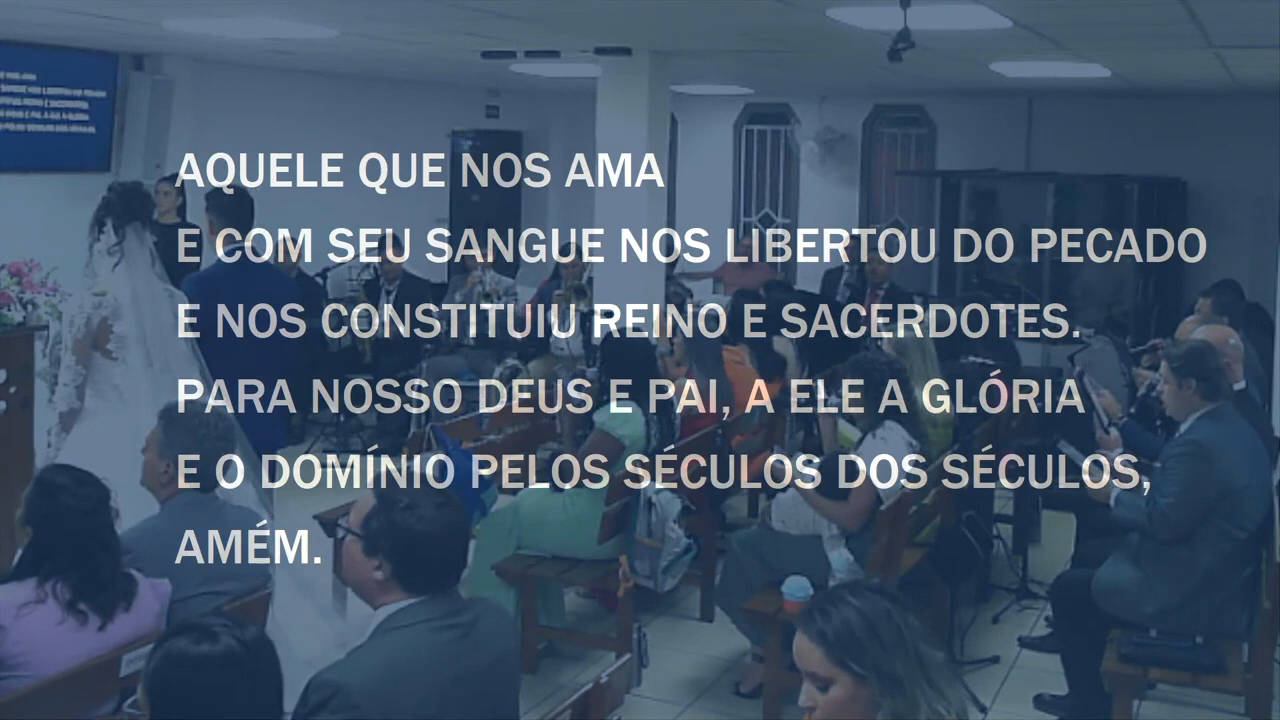 AQUELE QUE NOS AMA
E COM SEU SANGUE NOS LIBERTOU DO PECADO
E NOS CONSTITUIU REINO E SACERDOTES.
PARA NOSSO DEUS E PAI, A ELE A GLÓRIA
E O DOMÍNIO PELOS SÉCULOS DOS SÉCULOS,
AMÉM.